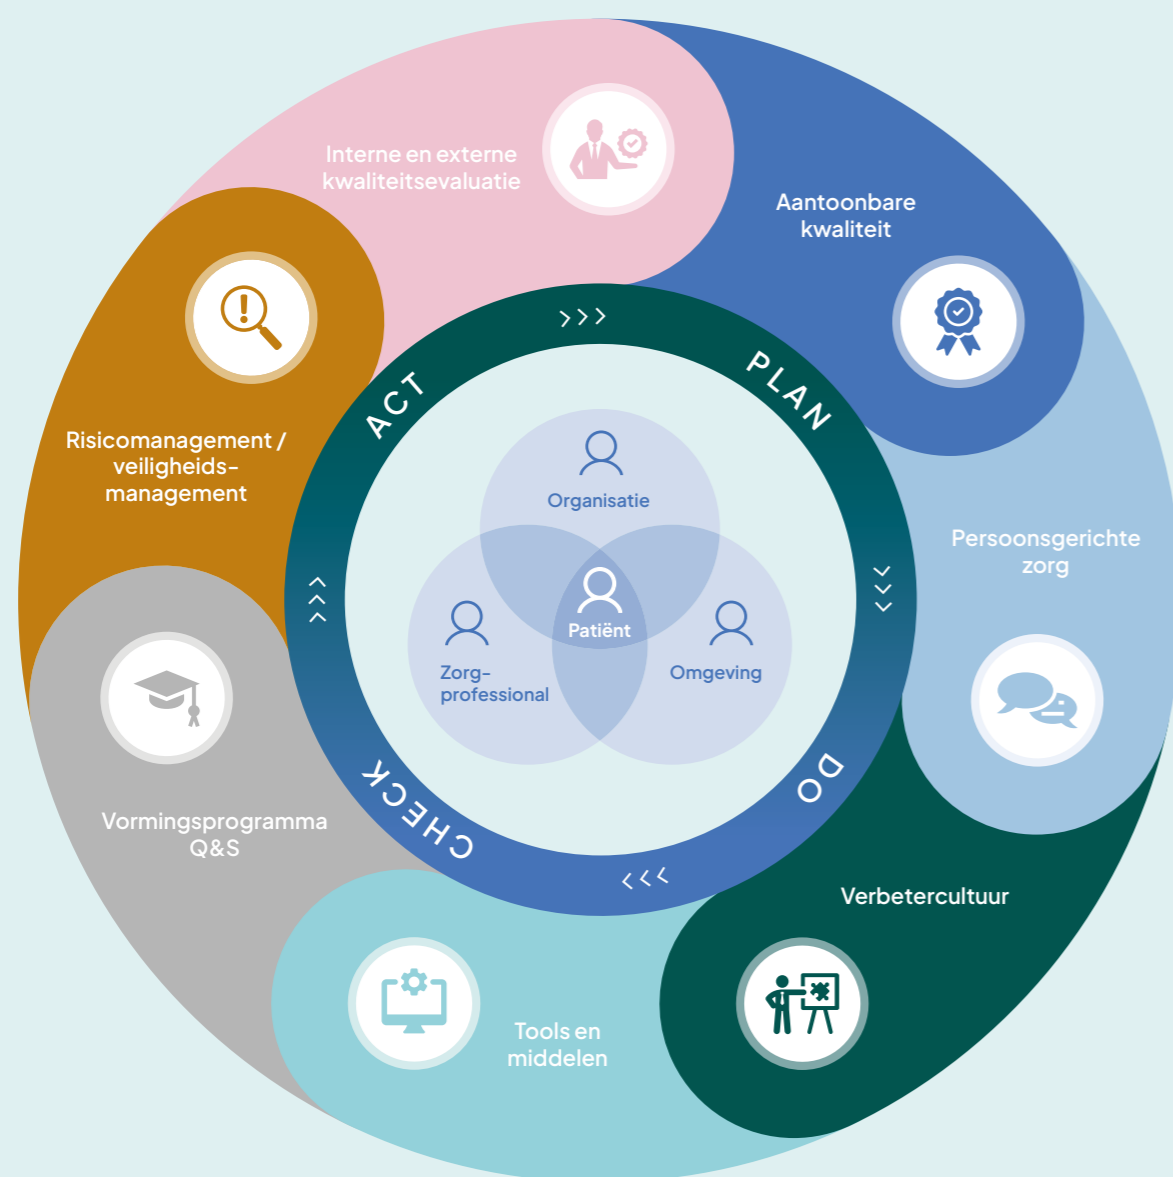 Interne en externe
kwaliteitsevaluatie
Aantoonbare
kwaliteit
Persoonsgerichte
zorg
Verbetercultuur
Tools en
middelen
Vormingsprogramma
Q&S
Risicomanagement /
veiligheids-
management
PLAN
DO
CHECK
ACT
Organisatie
Patiënt
Zorg-
professional
Omgeving